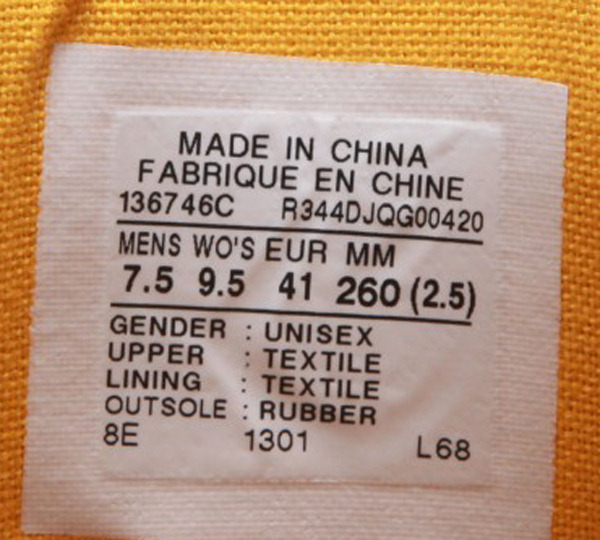 MADE IN CHINA
FABRIQUE EN CHINE
136746C R344DJQG00420
MENS WO'S EUR MM
7.5 9.5 41 260 (2.5)
GENDER : UNISEX
UPPER : TEXTILE
LINING : TEXTILE
OUTSOLE : RUBBER
8E 1301 L68